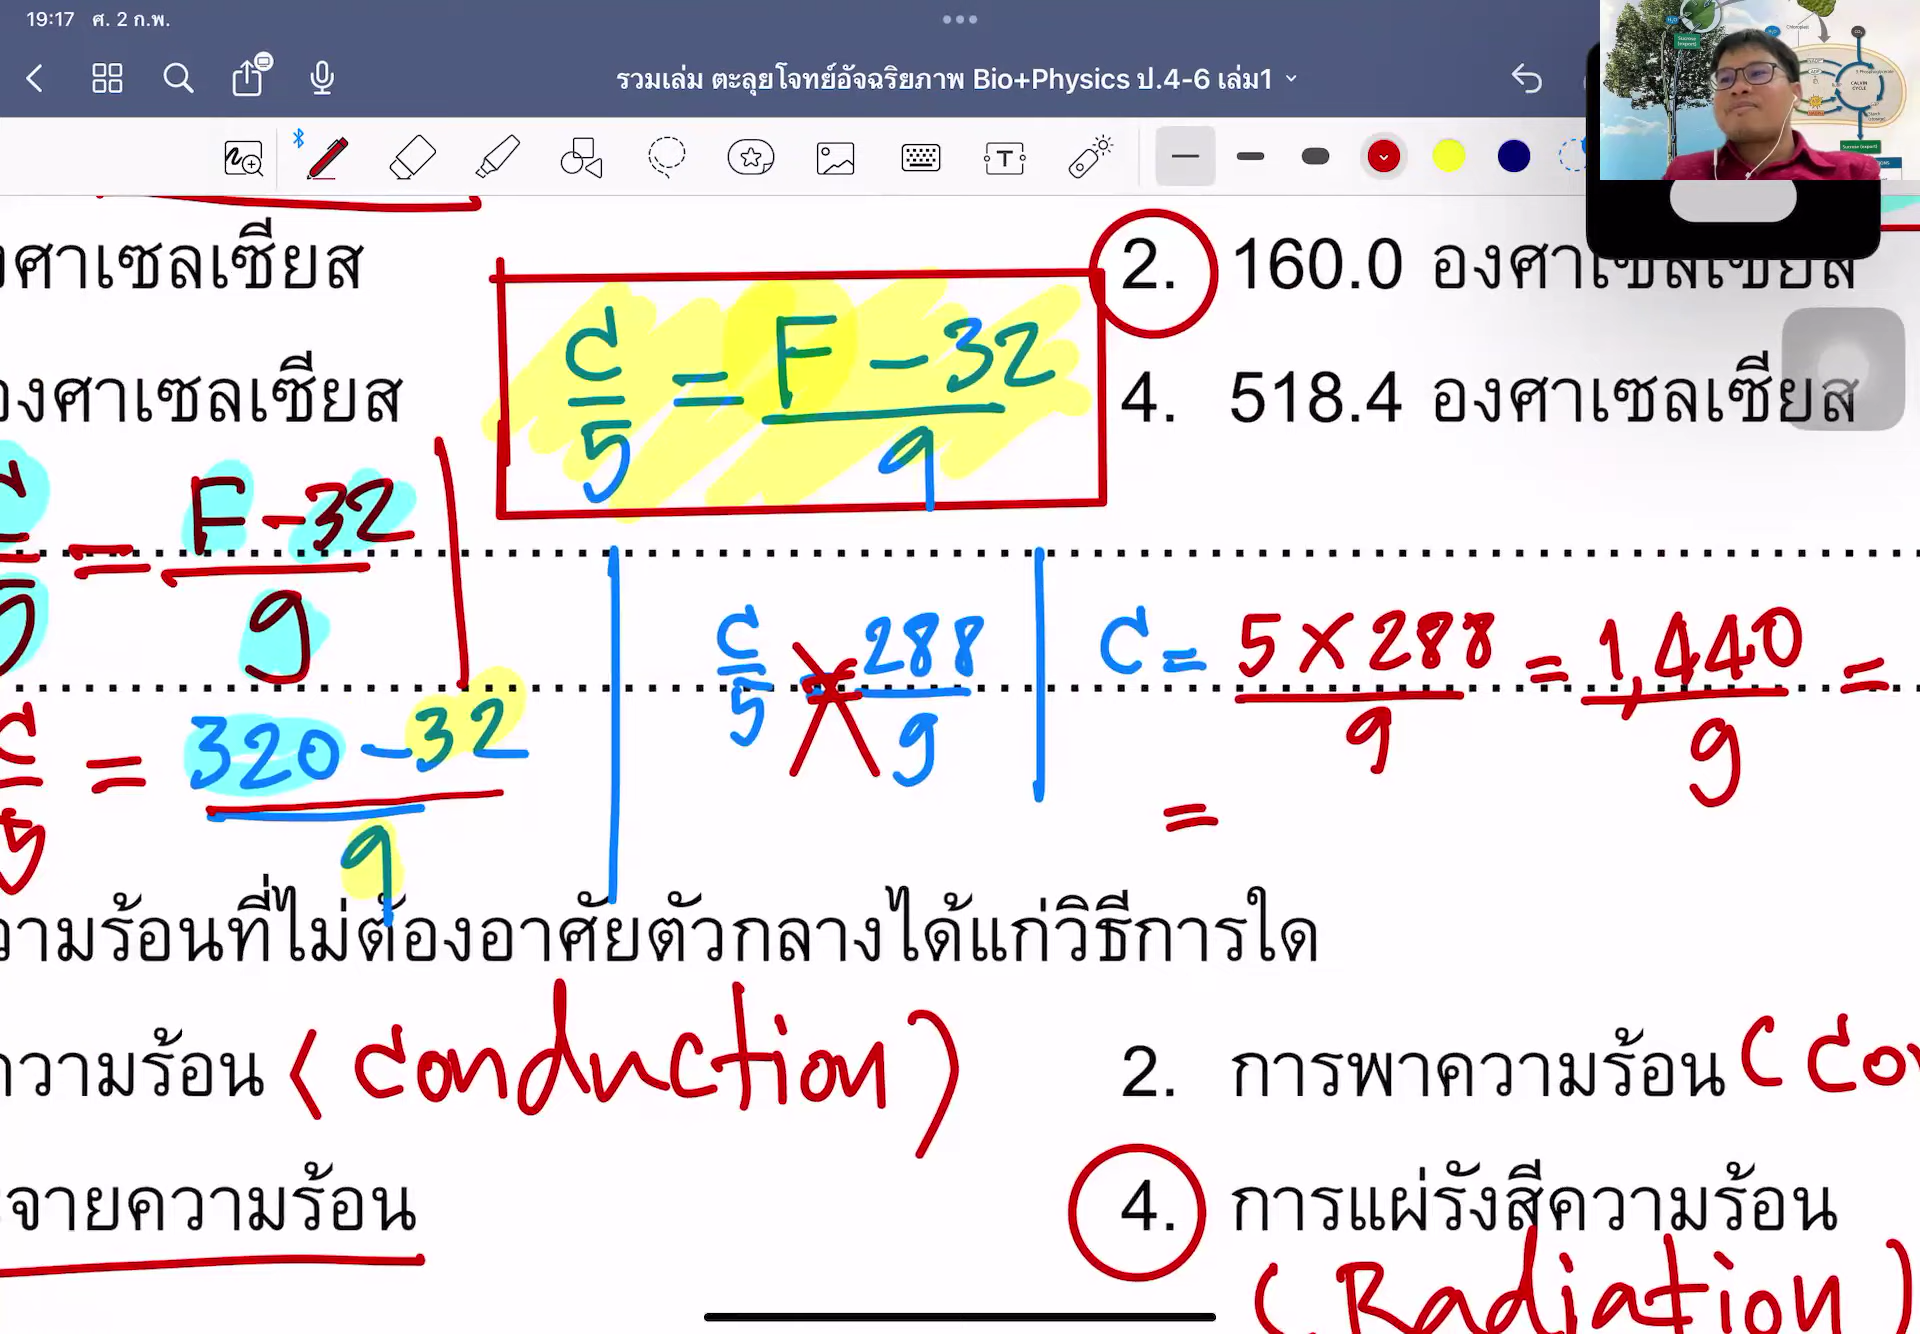 19:17 ศ. 2 ก.พ.
รวมเล่ม ตะลุยโจทย์อัจฉริยภาพ Bio+Physics ป.4-6 เล่ม1
งศาเซลเซียส
2. 160.0 องศาเซลเซียส
C/5 = F - 32/9
องศาเซลเซียส
4. 518.4 องศาเซลเซียส
C/5 = F - 32/9
C/5 = 288/9
C = 5 × 288/9 = 1,440/9 =
C/5 = 320 - 32/9
=
วามร้อนที่ไม่ต้องอาศัยตัวกลางได้แก่วิธีการใด
ความร้อน (conduction)
2. การพาความร้อน (Co
จายความร้อน
4. การแผ่รังสีความร้อน
(Radiation)